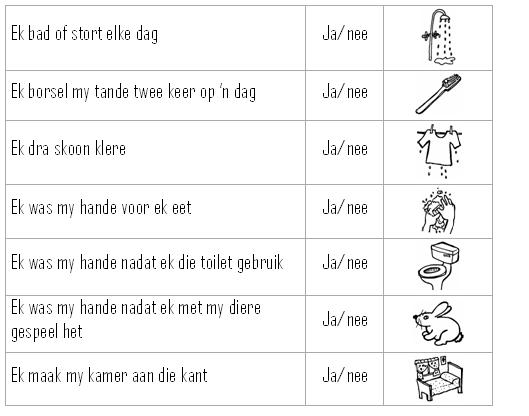 Ek bad of stort elke dag Ja/nee
Ek borsel my tande twee keer op 'n dag Ja/nee
Ek dra skoon klere Ja/nee
Ek was my hande voor ek eet Ja/nee
Ek was my hande nadat ek die toilet gebruik Ja/nee
Ek was my hande nadat ek met my diere
gespeel het Ja/nee
Ek maak my kamer aan die kant Ja/nee